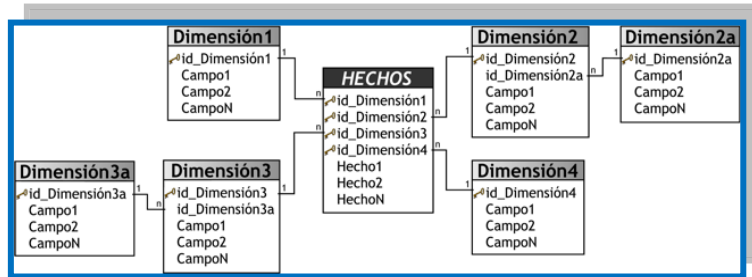 Dimensión1
id_Dimensión1
Campo1
Campo2
CampoN
1
n
HECHOS
id_Dimensión1
id_Dimensión2
id_Dimensión3
id_Dimensión4
Hecho1
Hecho2
HechoN
n
n
n
Dimensión2
id_Dimensión2
id_Dimensión2a
Campo1
Campo2
CampoN
1
n
Dimensión2a
id_Dimensión2a
Campo1
Campo2
CampoN
1
Dimensión3a
id_Dimensión3a
Campo1
Campo2
CampoN
1
n
Dimensión3
id_Dimensión3
id_Dimensión3a
Campo1
Campo2
CampoN
1
Dimensión4
id_Dimensión4
Campo1
Campo2
CampoN
1